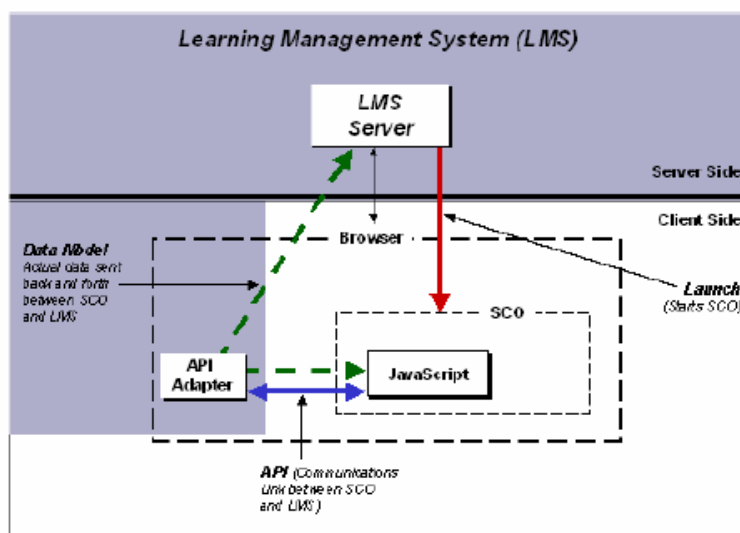 Learning Management System (LMS)
LMS
Server
Server Side
Client Side
Browser
Data Model
Actual data sent
back and forth
between SCO
and LMS
Launch
(Starts SCO)
SCO
API
Adapter
JavaScript
API (Communications
Link between SCO
and LMS)